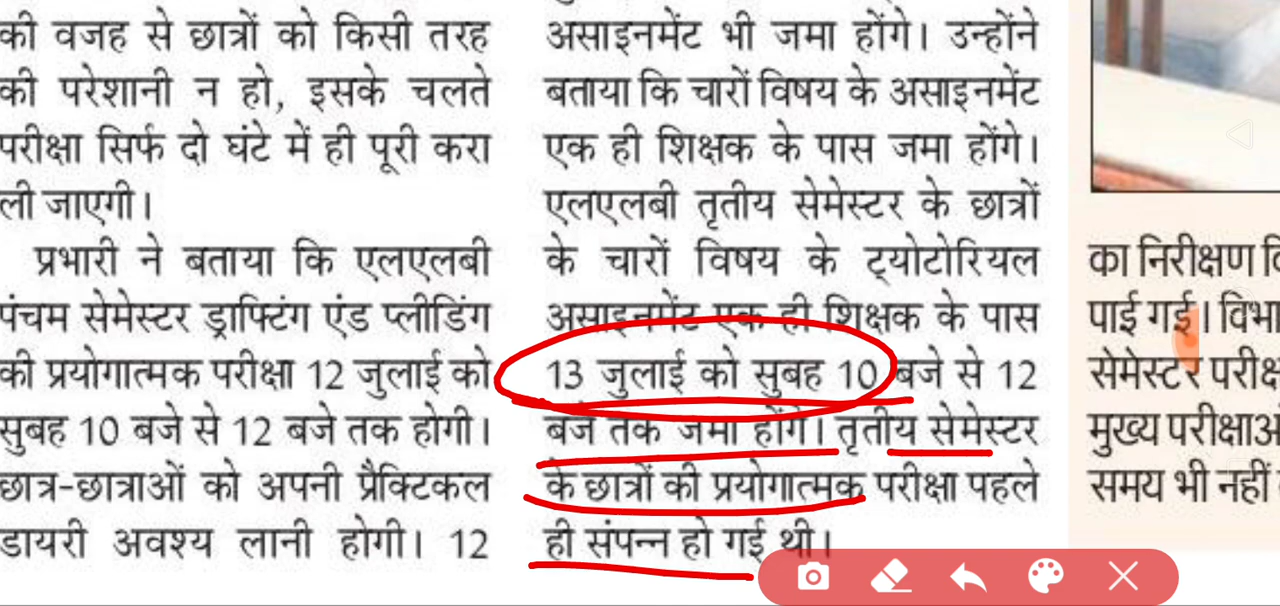 की वजह से छात्रों को किसी तरह
की परेशानी न हो, इसके चलते
परीक्षा सिर्फ दो घंटे में ही पूरी करा
ली जाएगी।
प्रभारी ने बताया कि एलएलबी
पंचम सेमेस्टर ड्राफ्टिंग एंड प्लीडिंग
की प्रयोगात्मक परीक्षा 12 जुलाई को
सुबह 10 बजे से 12 बजे तक होगी।
छात्र-छात्राओं को अपनी प्रैक्टिकल
डायरी अवश्य लानी होगी। 12
असाइनमेंट भी जमा होंगे। उन्होंने
बताया कि चारों विषय के असाइनमेंट
एक ही शिक्षक के पास जमा होंगे।
एलएलबी तृतीय सेमेस्टर के छात्रों
के चारों विषय के ट्योटोरियल
असाइनमेंट एक ही शिक्षक के पास
13 जुलाई को सुबह 10 बजे से 12
बजे तक जमा होंगे। तृतीय सेमेस्टर
के छात्रों की प्रयोगात्मक परीक्षा पहले
ही संपन्न हो गई थी।
का निरीक्षण
पाई गई।
सेमेस्टर
मुख्य
समय भी नहीं